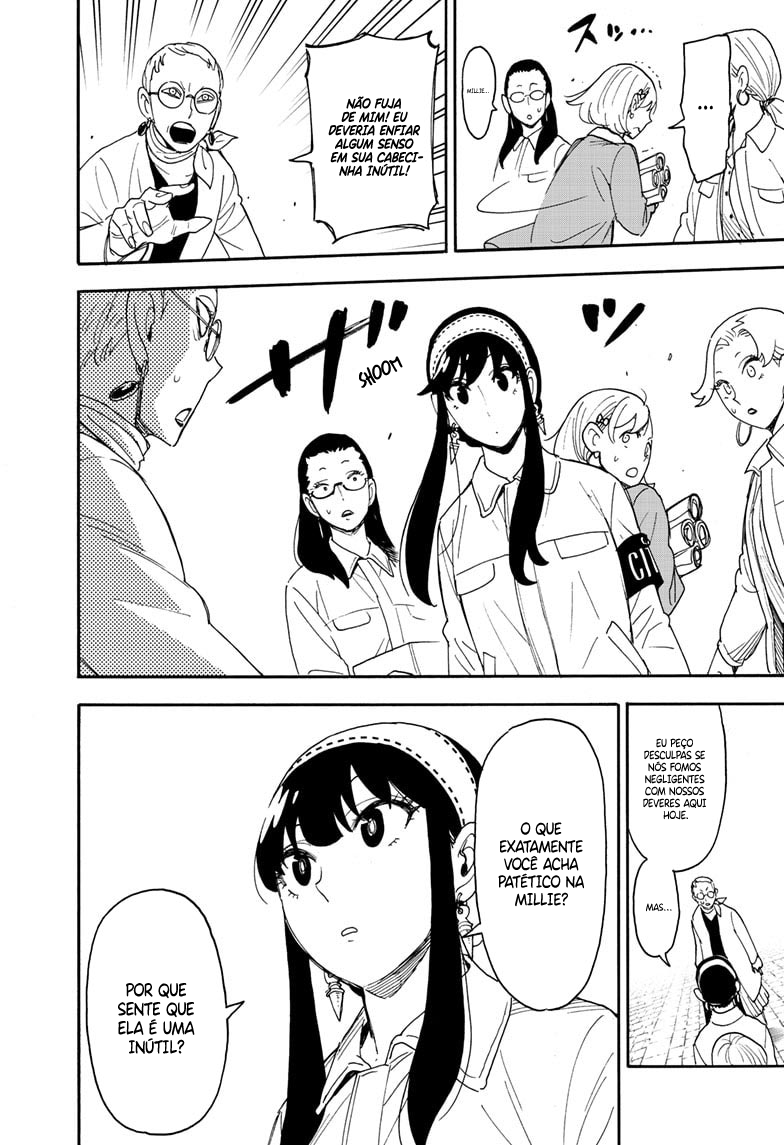 ...
スッ...
MILLIE...
NÃO FUJA
DE MIM! EU
DEVERIA ENFIAR
ALGUM SENSO
EM SUA CABECI-
NHA INÚTIL!
ザッ
SHOOM
CIT
EU PEÇO
DESCULPAS SE
NÓS FOMOS
NEGLIGENTES
COM NOSSOS
DEVERES AQUI
HOJE.
MAS...
O QUE
EXATAMENTE
VOCÊ ACHA
PATÉTICO NA
MILLIE?
POR QUE
SENTE QUE
ELA É UMA
INÚTIL?